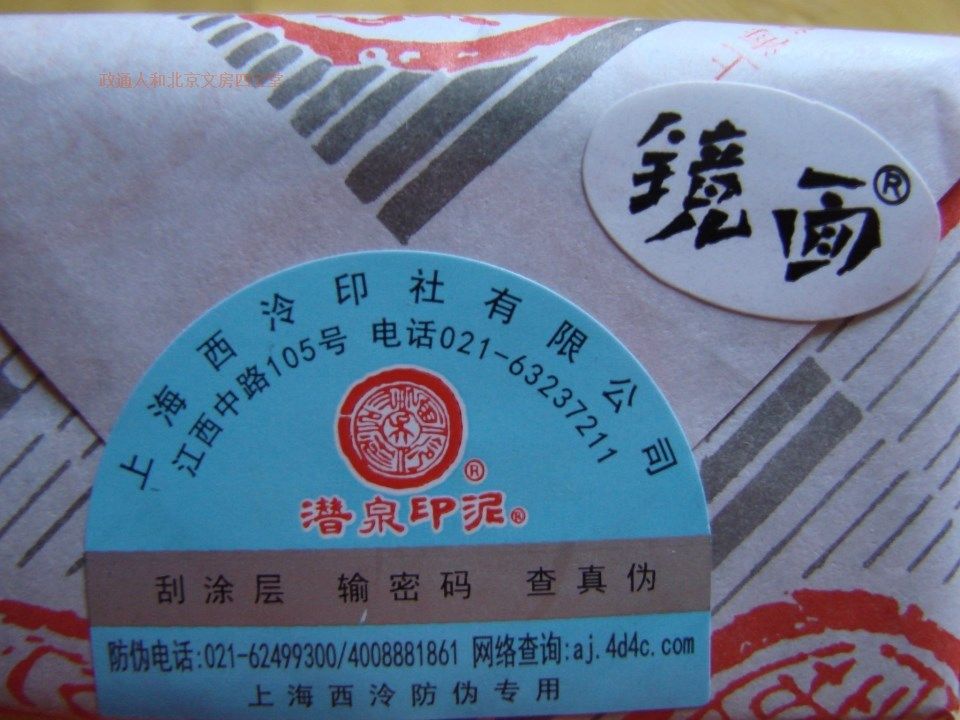 政通人和北京文房四宝堂
镜面®
上海西泠印社有限公司
江西中路105号 电话021-63237211
®
潜泉印泥®
刮涂层 输密码 查真伪
防伪电话:021-62499300/4008881861 网络查询:aj.4d4c.com
上海西泠防伪专用